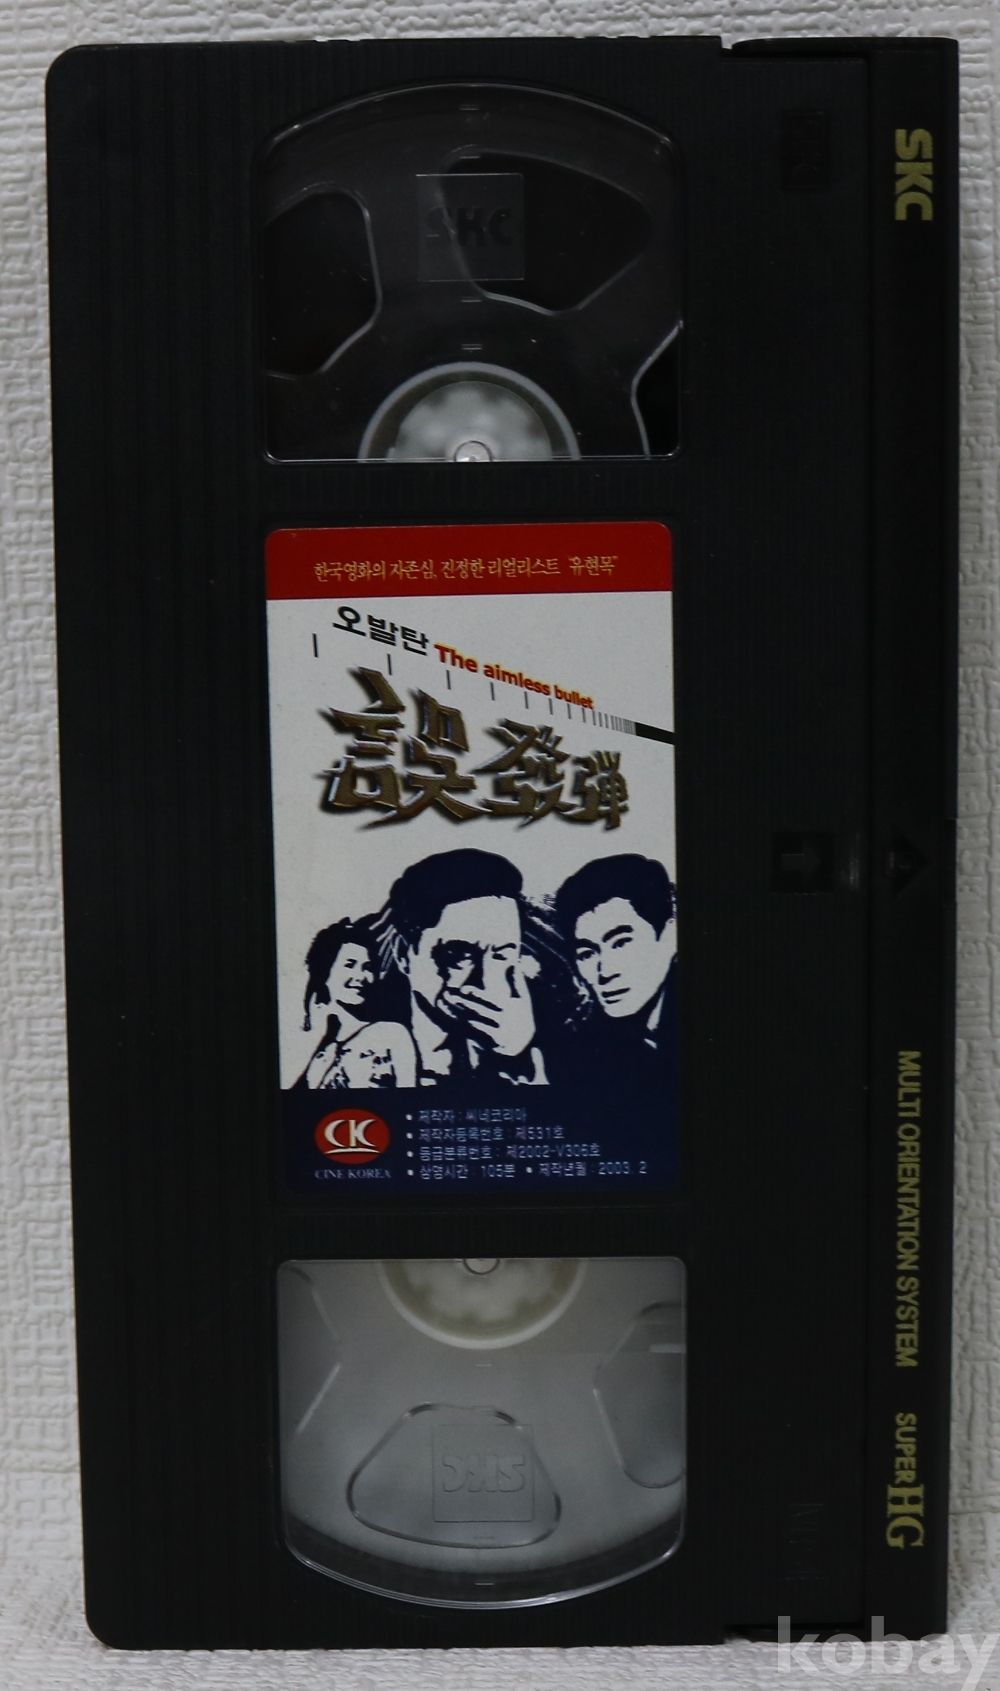 SKC
SKC
한국영화의 자존심, 진정한 리얼리스트 "유현목"
오발탄 The aimless bullet
誤發彈
CK
CINE KOREA
• 제작자 : 씨네코리아
• 제작자등록번호 : 제531호
• 등급분류번호 : 제2002-V306호
• 상영시간 : 105분 • 제작년월 : 2003. 2
SKC
MULTI ORIENTATION SYSTEM
SUPER HG
kobay